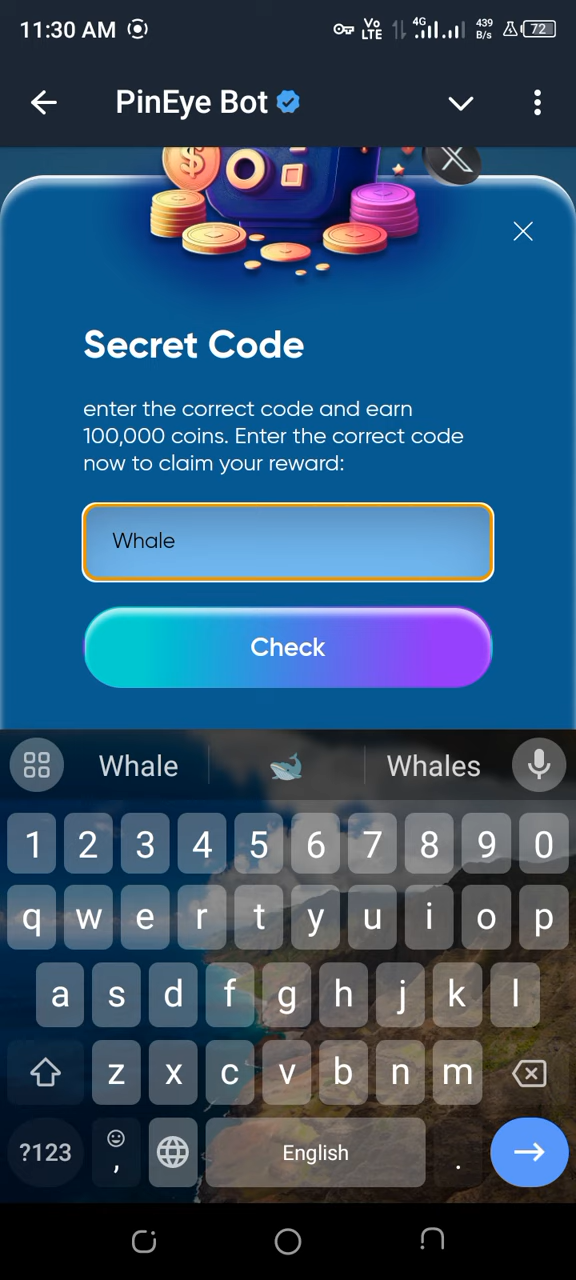 11:30 AM
Vo LTE 4G 439 B/s 72
PinEye Bot
Secret Code
enter the correct code and earn
100,000 coins. Enter the correct code
now to claim your reward:
Whale
Check
Whale Whales
1 2 3 4 5 6 7 8 9 0
q w e r t y u i o p
a s d f g h j k l
z x c v b n m
?123 , English .